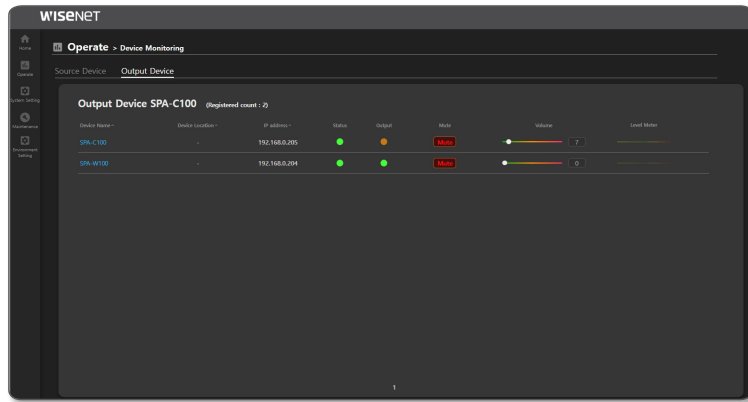 WISENET
Home
Operate > Device Monitoring
Operate
Source Device Output Device
System Setting
Output Device SPA-C100 (Registered count : 2)
Maintenance
Device Name Device Location IP address Status Output Mute Volume Level Meter
Environment
Setting
SPA-C100 - 192.168.0.205 Mute 7
SPA-W100 - 192.168.0.204 Mute 0
1